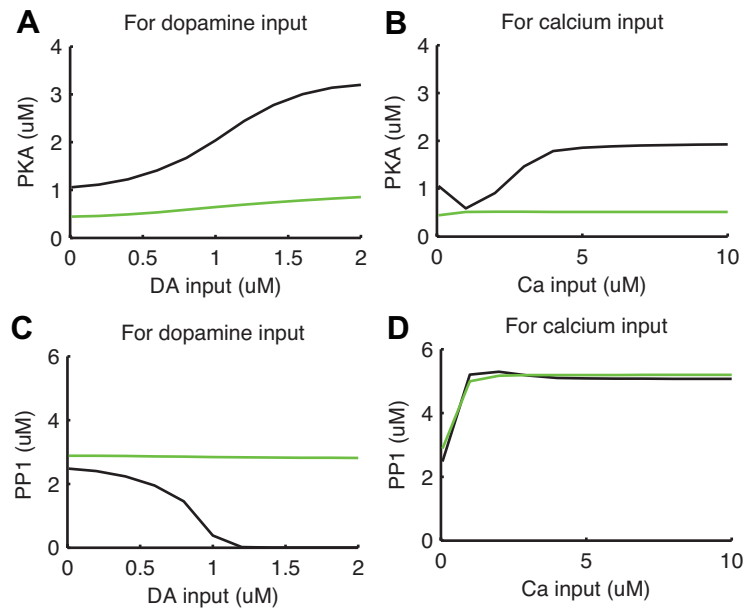 A
For dopamine input
4
3
2
1
0
PKA (uM)
0 0.5 1 1.5 2
DA input (uM)
B
For calcium input
4
3
2
1
0
PKA (uM)
0 5 10
Ca input (uM)
C
For dopamine input
6
4
2
0
PP1 (uM)
0 0.5 1 1.5 2
DA input (uM)
D
For calcium input
6
4
2
0
PP1 (uM)
0 5 10
Ca input (uM)